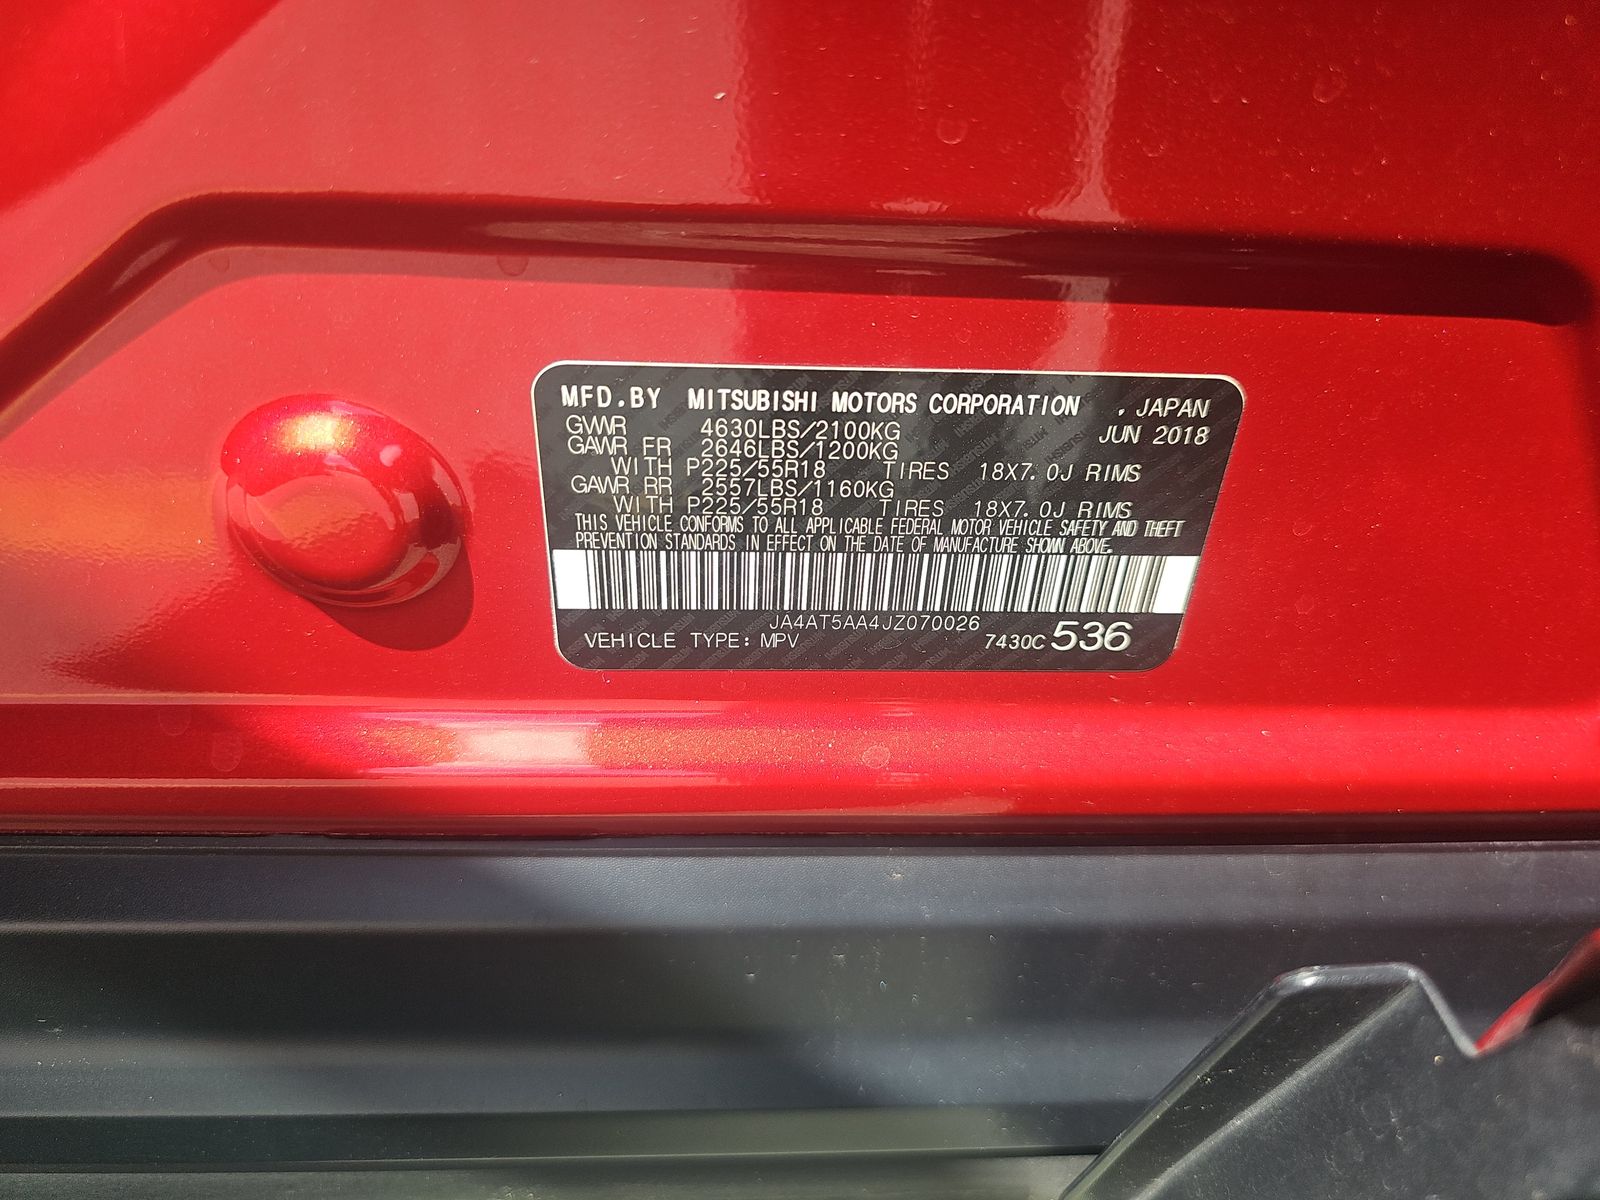 MFD.BY MITSUBISHI MOTORS CORPORATION , JAPAN
GVWR 4630LBS/2100KG JUN 2018
GAWR FR 2646LBS/1200KG
WITH P225/55R18 TIRES 18X7.0J RIMS
GAWR RR 2557LBS/1160KG
WITH P225/55R18 TIRES 18X7.0J RIMS
THIS VEHICLE CONFORMS TO ALL APPLICABLE FEDERAL MOTOR VEHICLE SAFETY AND THEFT
PREVENTION STANDARDS IN EFFECT ON THE DATE OF MANUFACTURE SHOWN ABOVE.
JA4AT5AA4JZ070026
VEHICLE TYPE: MPV 7430C 536